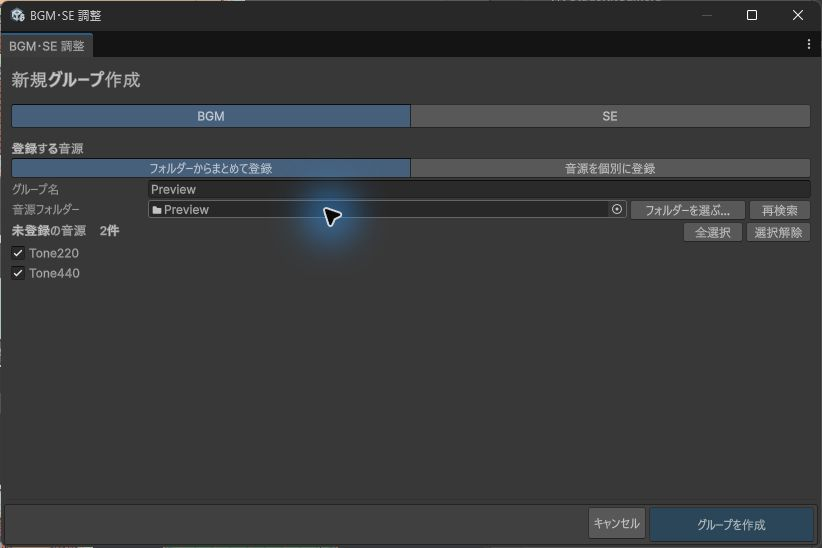 BGM･SE 調整
BGM･SE 調整
新規グループ作成
BGM SE
登録する音源
フォルダーからまとめて登録 音源を個別に登録
グループ名 Preview
音源フォルダー Preview フォルダーを選ぶ... 再検索
未登録の音源 2件 全選択 選択解除
Tone220
Tone440
キャンセル グループを作成